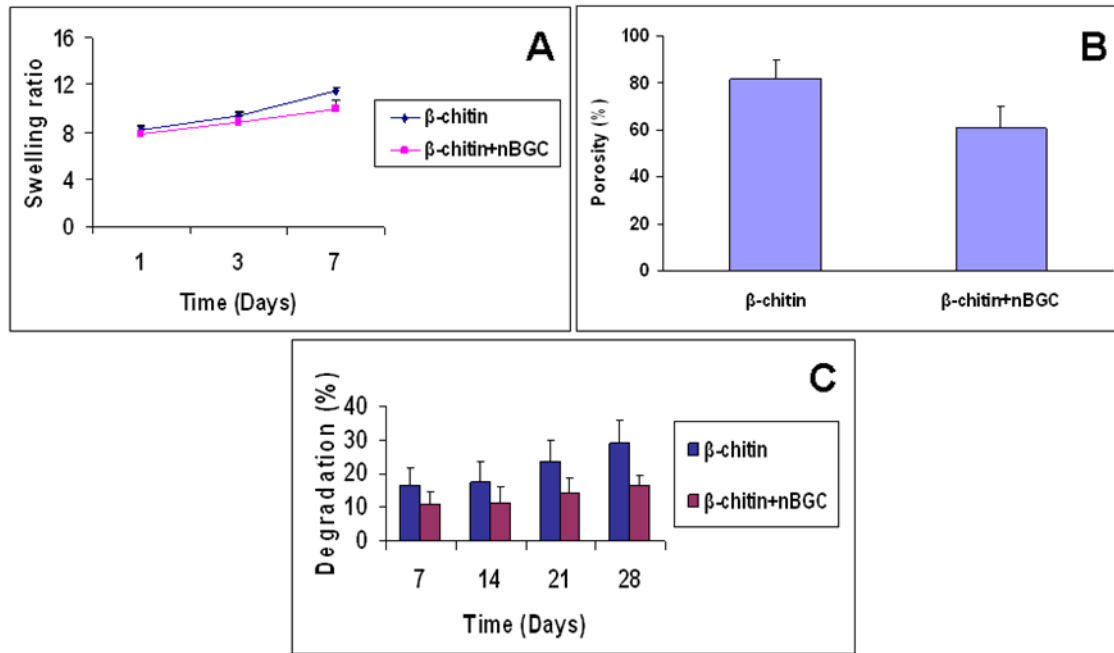 A
16
12
8
4
0
Swelling ratio
1 3 7
Time (Days)
β-chitin
β-chitin+nBGC
B
100
80
60
40
20
0
Porosity (%)
β-chitin β-chitin+nBGC
C
40
30
20
10
0
Degradation (%)
7 14 21 28
Time (Days)
β-chitin
β-chitin+nBGC